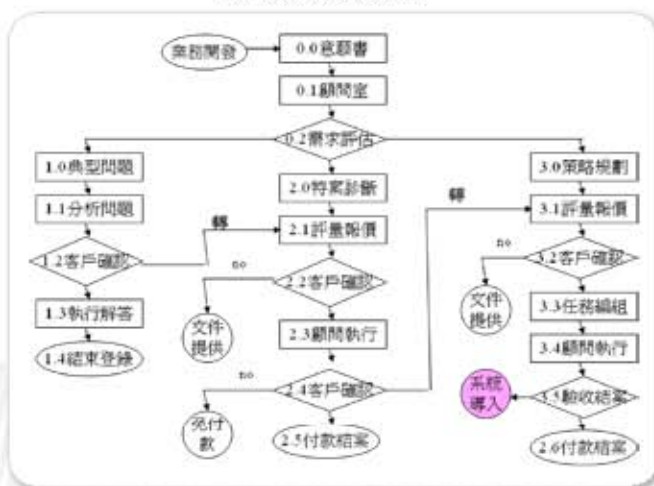 業務開發
0.0意願書
0.1顧問室
0.2需求評估
1.0典型問題
1.1分析問題
1.2客戶確認
1.3執行解答
1.4結束登錄
轉
2.0特案診斷
2.1評量報價
no
2.2客戶確認
文件
提供
2.3顧問執行
no
2.4客戶確認
免付
款
2.5付款結案
轉
3.0策略規劃
3.1評量報價
no
3.2客戶確認
文件
提供
3.3任務編組
3.4顧問執行
系統
導入
3.5驗收結案
2.6付款結案